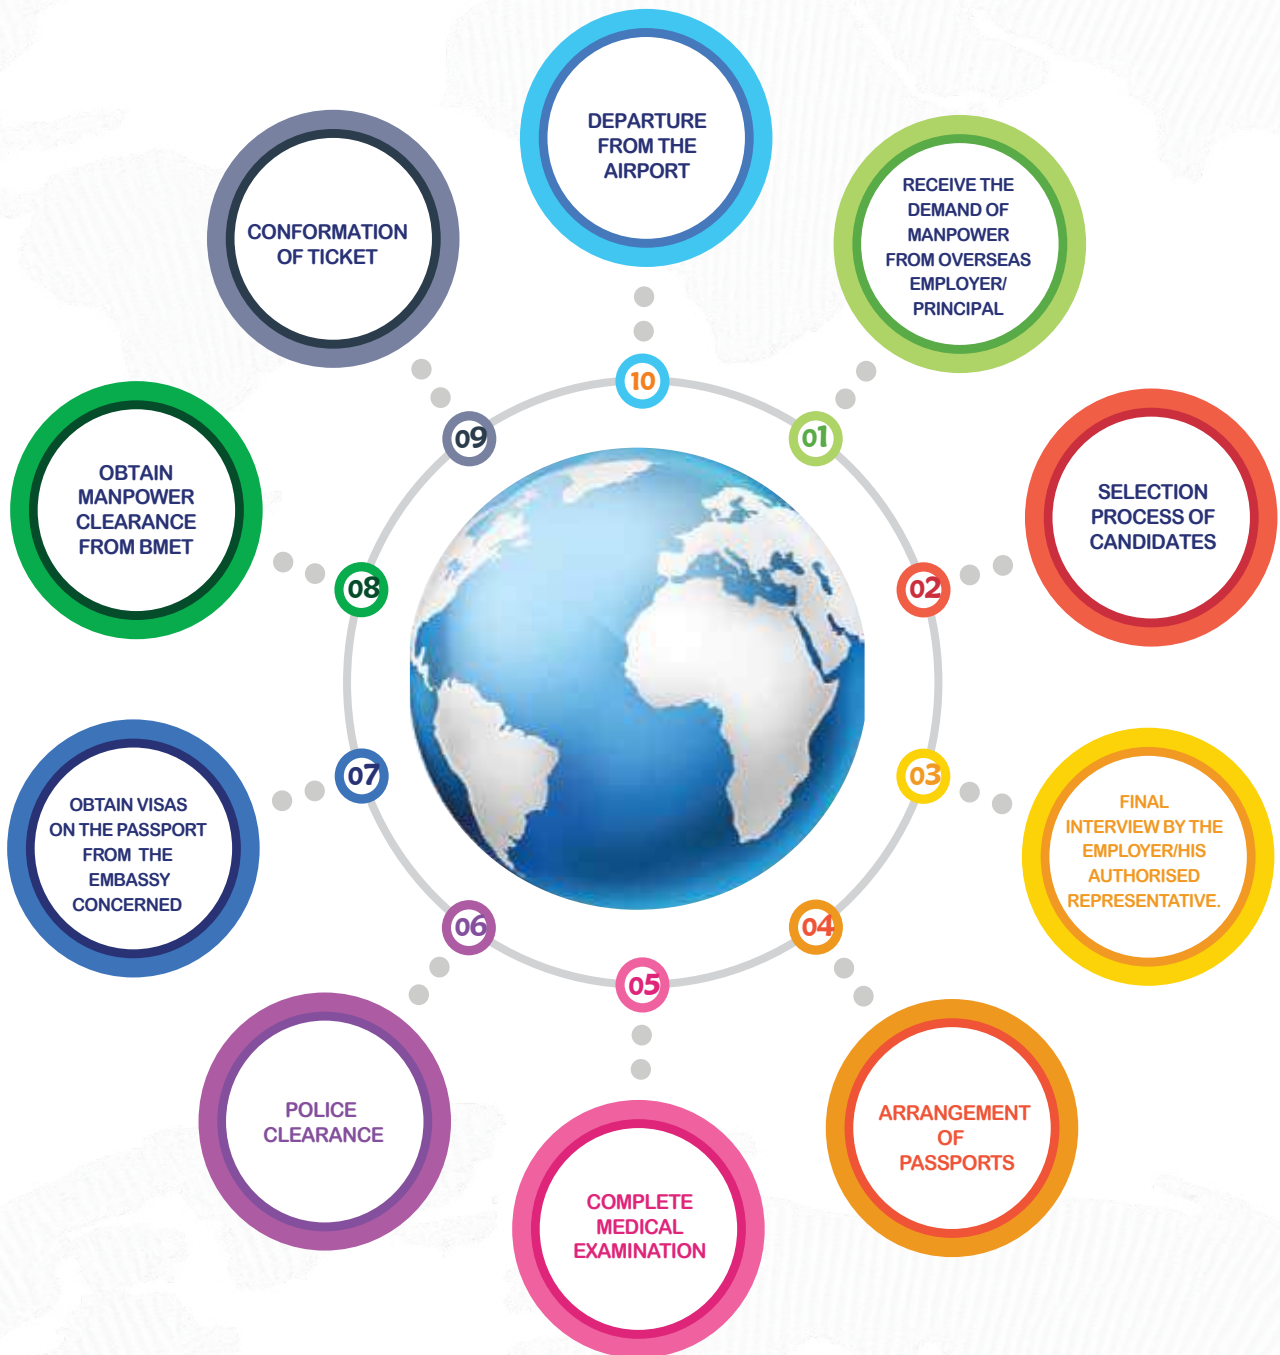 DEPARTURE
FROM THE
AIRPORT
10
RECEIVE THE
DEMAND OF
MANPOWER
FROM OVERSEAS
EMPLOYER/
PRINCIPAL
01
SELECTION
PROCESS OF
CANDIDATES
02
FINAL
INTERVIEW BY THE
EMPLOYER/HIS
AUTHORISED
REPRESENTATIVE.
03
ARRANGEMENT
OF
PASSPORTS
04
COMPLETE
MEDICAL
EXAMINATION
05
POLICE
CLEARANCE
06
OBTAIN VISAS
ON THE PASSPORT
FROM THE
EMBASSY
CONCERNED
07
OBTAIN
MANPOWER
CLEARANCE
FROM BMET
08
CONFORMATION
OF TICKET
09